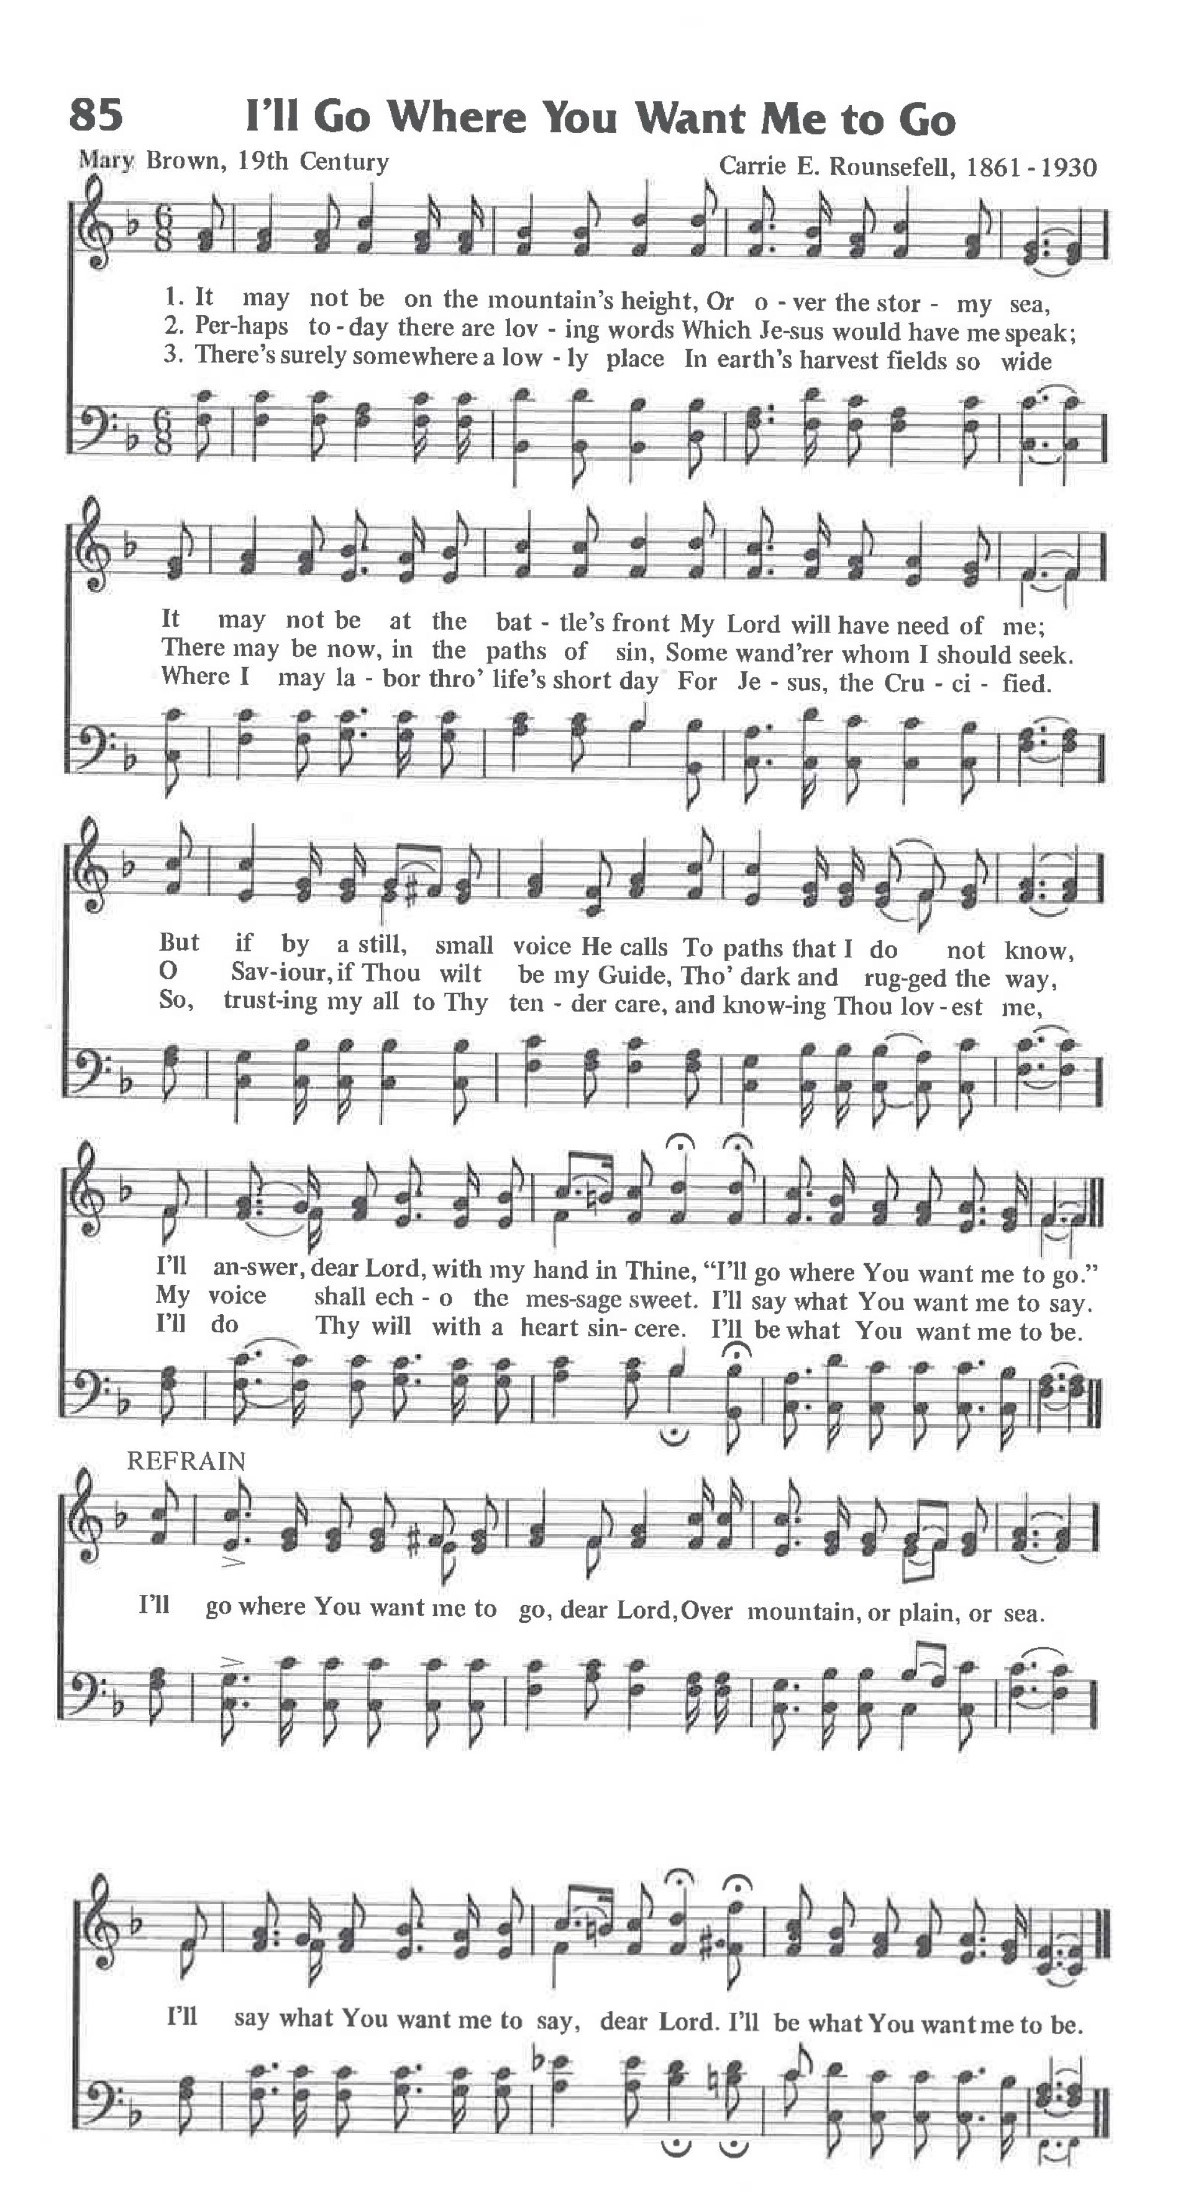 85 I'll Go Where You Want Me to Go
Mary Brown, 19th Century Carrie E. Rounsefell, 1861 - 1930
1. It may not be on the mountain's height, Or o - ver the stor - my sea,
2. Per-haps to - day there are lov - ing words Which Je-sus would have me speak;
3. There's surely somewhere a low - ly place In earth's harvest fields so wide
It may not be at the bat - tle's front My Lord will have need of me;
There may be now, in the paths of sin, Some wand'rer whom I should seek.
Where I may la - bor thro' life's short day For Je - sus, the Cru - ci - fied.
But if by a still, small voice He calls To paths that I do not know,
O Sav-iour, if Thou wilt be my Guide, Tho' dark and rug-ged the way,
So, trust-ing my all to Thy ten - der care, and know-ing Thou lov - est me,
I'll an-swer, dear Lord, with my hand in Thine, "I'll go where You want me to go."
My voice shall ech - o the mes-sage sweet. I'll say what You want me to say.
I'll do Thy will with a heart sin- cere. I'll be what You want me to be.
REFRAIN
I'll go where You want me to go, dear Lord, Over mountain, or plain, or sea.
I'll say what You want me to say, dear Lord. I'll be what You want me to be.